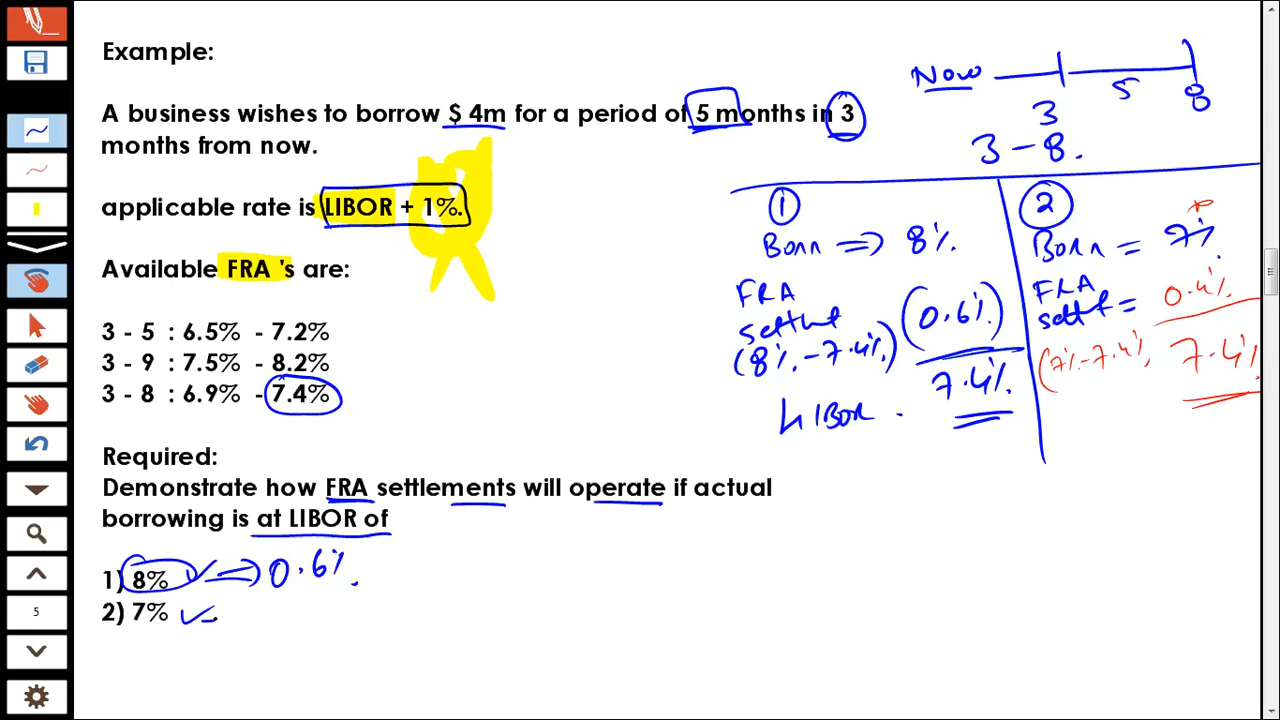 Example:
A business wishes to borrow $ 4m for a period of 5 months in 3
months from now.
applicable rate is LIBOR + 1%.
Available FRA 's are:
3 - 5 : 6.5% - 7.2%
3 - 9 : 7.5% - 8.2%
3 - 8 : 6.9% - 7.4%
Required:
Demonstrate how FRA settlements will operate if actual
borrowing is at LIBOR of
1) 8% ⇒ 0.6%.
2) 7%
5
Now
3 5 8
3 - 8.
1
⇒ 8%.
FRA
(8%-7.4%) (0.6%)
7.4%.
LIBOR
2
= 7%
FRA
= 0.4%
(7%-7.4% 7.4%